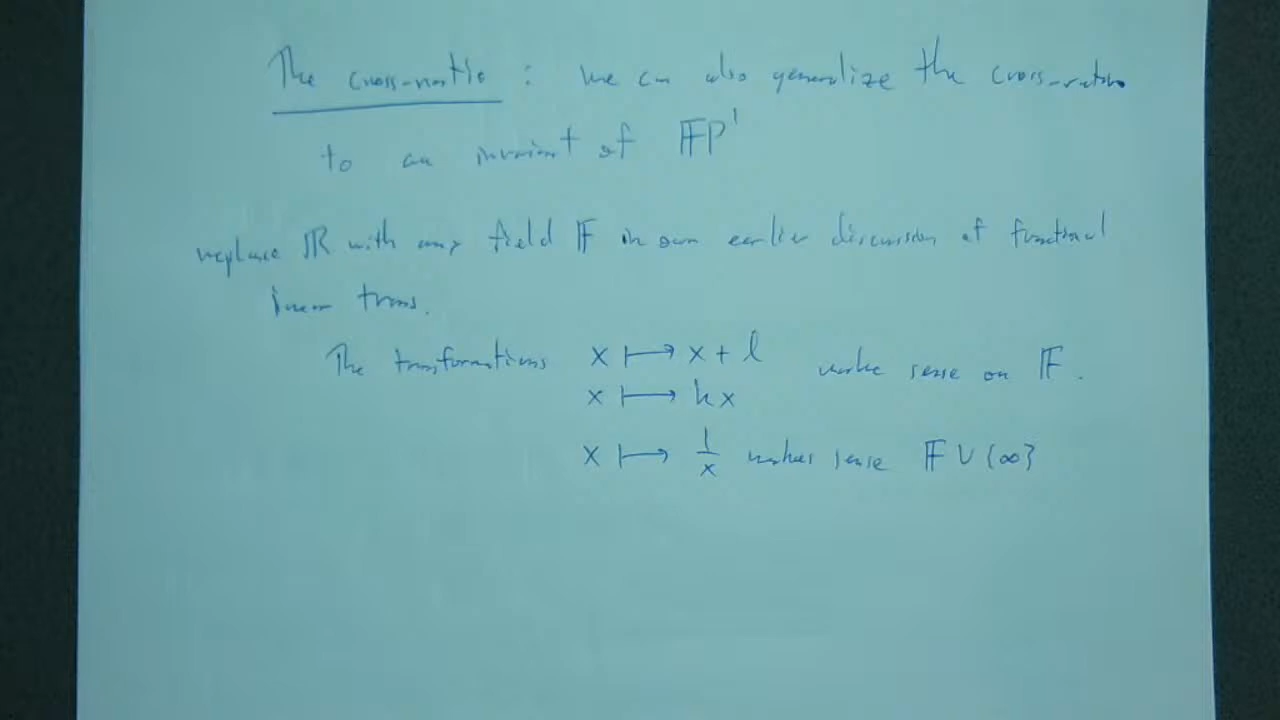 The cross-ratio : we can also generalize the cross-ratio
to an invariant of 𝔽P¹
replace ℝ with any field 𝔽 in our earlier discussion of functional
linear trans.
The transformations x ↦ x + l make sense on 𝔽.
x ↦ kx
x ↦ 1/x makes sense 𝔽 ∪ {∞}